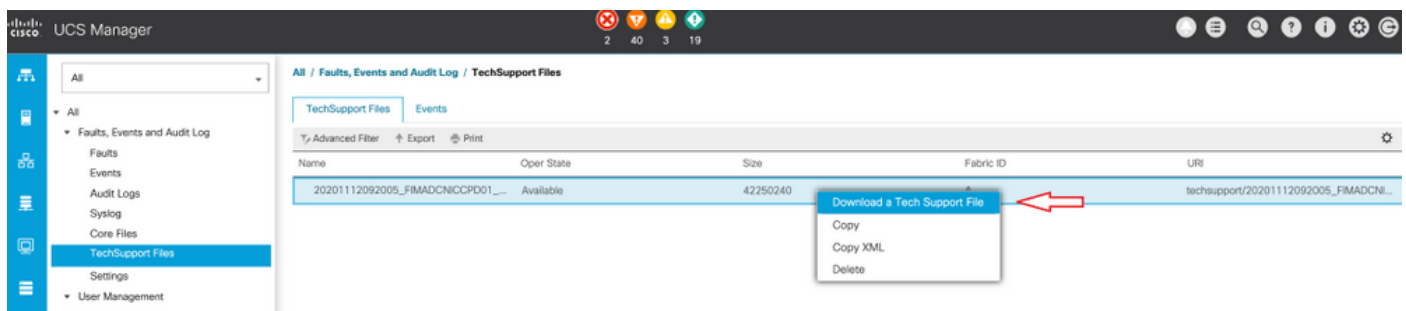 cisco UCS Manager
2 40 3 19
All
All
Faults, Events and Audit Log
Faults
Events
Audit Logs
Syslog
Core Files
TechSupport Files
Settings
User Management
All / Faults, Events and Audit Log / TechSupport Files
TechSupport Files Events
Advanced Filter Export Print
Name Oper State Size Fabric ID URI
20201112092005_FIMADCNICCPD01_... Available 42250240 techsupport/20201112092005_FIMADCNI...
Download a Tech Support File
Copy
Copy XML
Delete